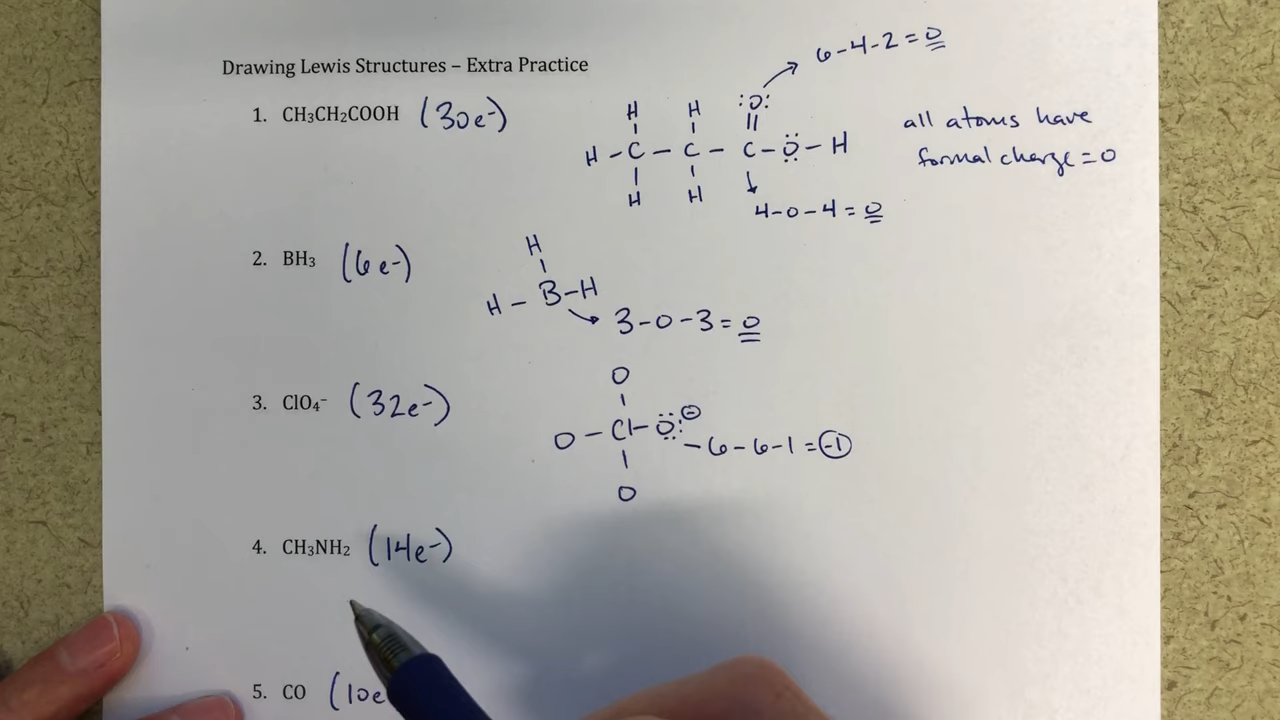 Drawing Lewis Structures – Extra Practice
1. CH₃CH₂COOH (30e-)
6-4-2=0
H H :O:
H-C-C-C-Ö-H
H H
4-0-4=0
all atoms have
formal charge=0
2. BH₃ (6e-)
H
H-B-H
3-0-3=0
3. ClO₄⁻ (32e-)
O
O-Cl-Ö:⊖
-6-6-1=-1
O
4. CH₃NH₂ (14e-)
5. CO (10e